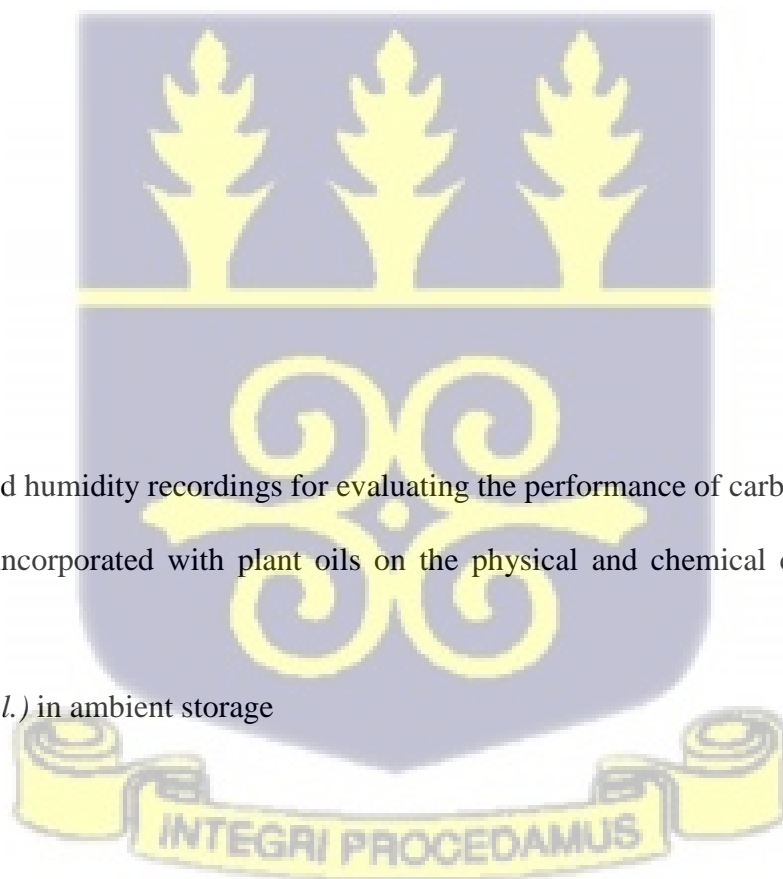 d humidity recordings for evaluating the performance of carb
ncorporated with plant oils on the physical and chemical
l.) in ambient storage
INTEGRI PROCEDAMUS